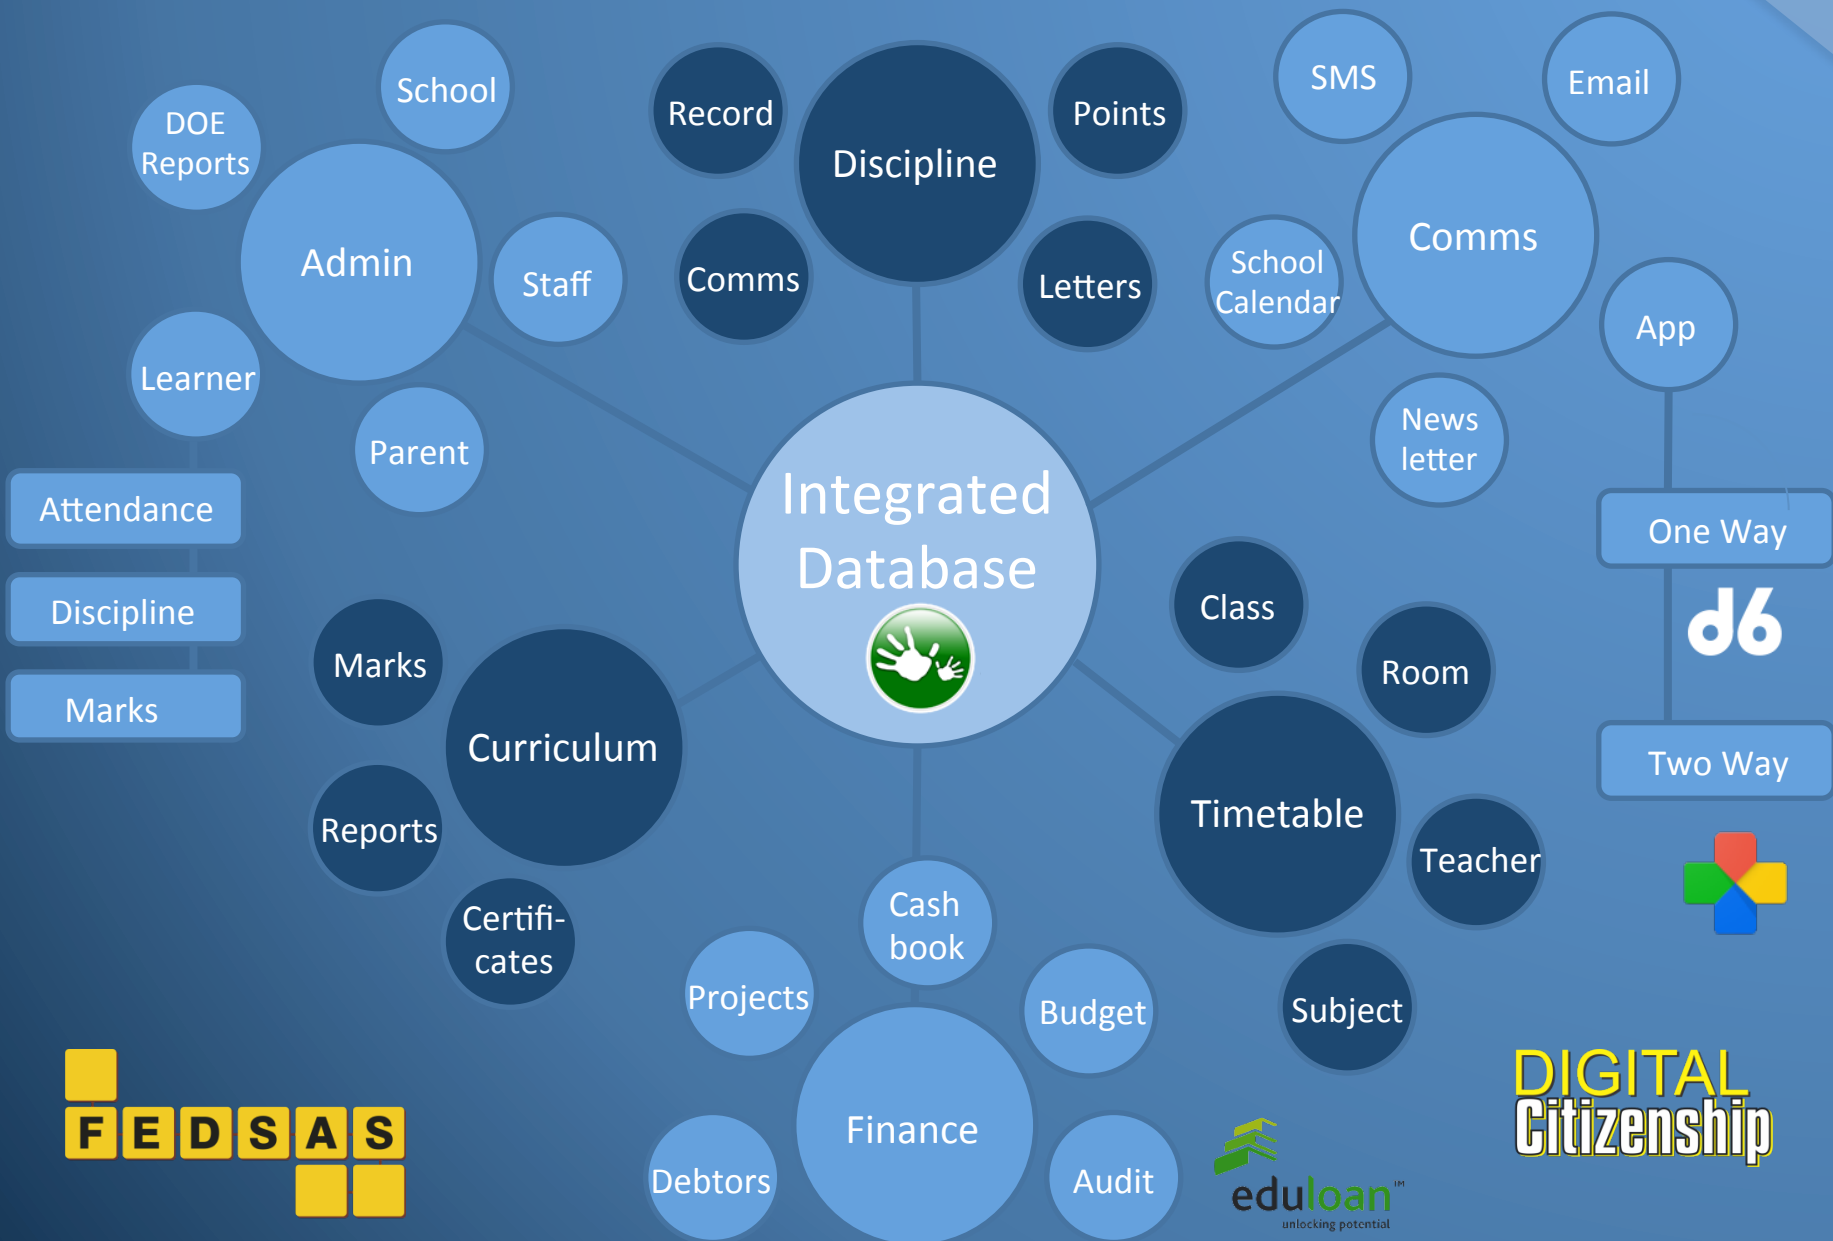 School
DOE
Reports
Admin
Staff
Learner
Parent
Attendance
Discipline
Marks
Record
Discipline
Points
Comms
Letters
SMS
Email
Comms
School
Calendar
App
News
letter
One Way
d6
Two Way
Integrated
Database
Marks
Curriculum
Reports
Certifi-
cates
Class
Room
Timetable
Teacher
Subject
Cash
book
Projects
Budget
Finance
Debtors
Audit
FEDSAS
eduloan™
unlocking potential
DIGITAL
Citizenship